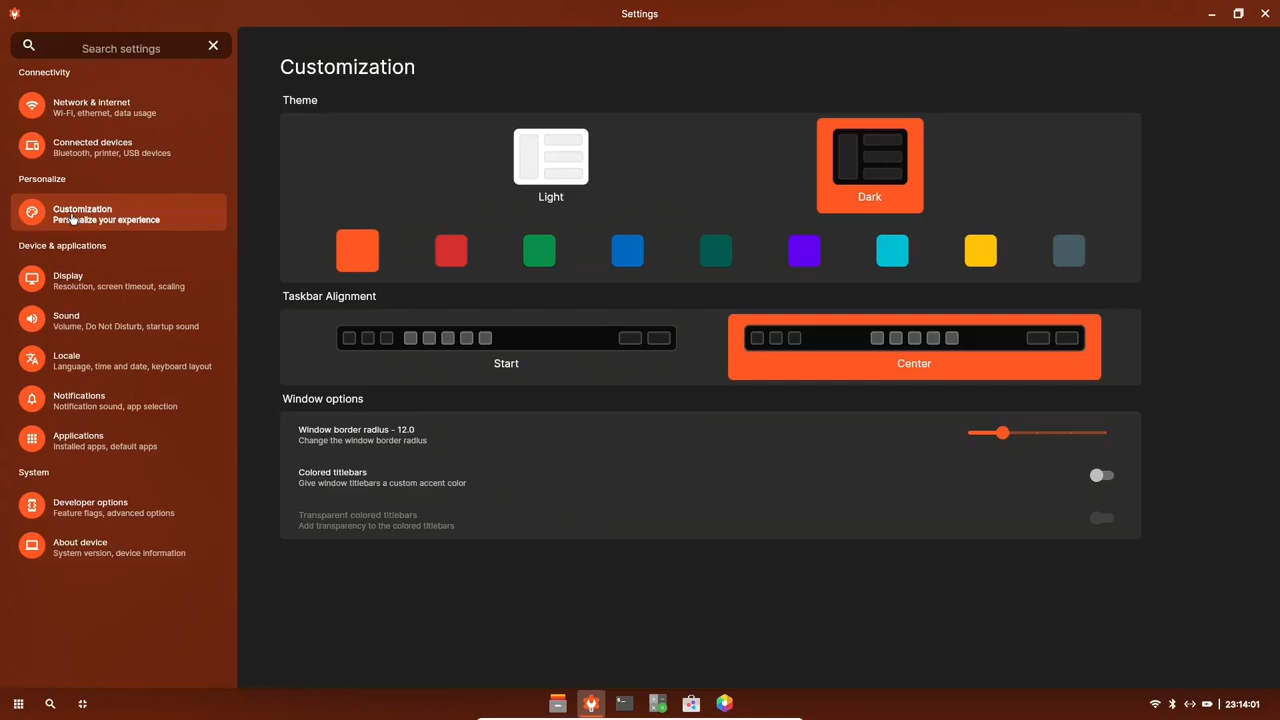 Settings
Search settings
Connectivity
Network & internet
Wi-Fi, ethernet, data usage
Connected devices
Bluetooth, printer, USB devices
Personalize
Customization
Personalize your experience
Device & applications
Display
Resolution, screen timeout, scaling
Sound
Volume, Do Not Disturb, startup sound
Locale
Language, time and date, keyboard layout
Notifications
Notification sound, app selection
Applications
Installed apps, default apps
System
Developer options
Feature flags, advanced options
About device
System version, device information
Customization
Theme
Light
Dark
Taskbar Alignment
Start
Center
Window options
Window border radius - 12.0
Change the window border radius
Colored titlebars
Give window titlebars a custom accent color
Transparent colored titlebars
Add transparency to the colored titlebars
23:14:01